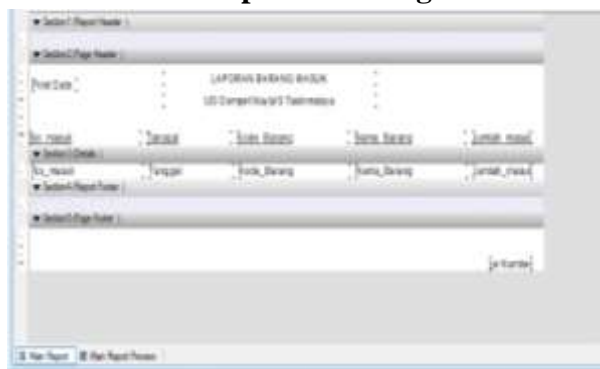 Section1 (Report Header)
Section2 (Page Header)
Print Date LAPORAN BARANG MASUK
no_masuk Tanggal Kode_Barang Nama_Barang Jumlah_masuk
Section3 (Details)
no_masuk Tanggal Kode_Barang Nama_Barang Jumlah_masuk
Section4 (Report Footer)
Section5 (Page Footer)
Main Report Main Report Preview